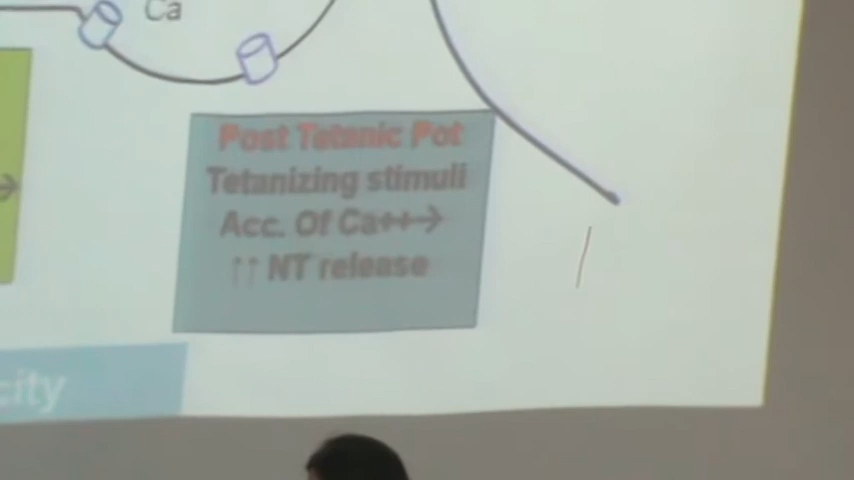 Ca
Post Tetanic Pot
Tetanizing stimuli
Acc. Of Ca++→
↑↑ NT release
city